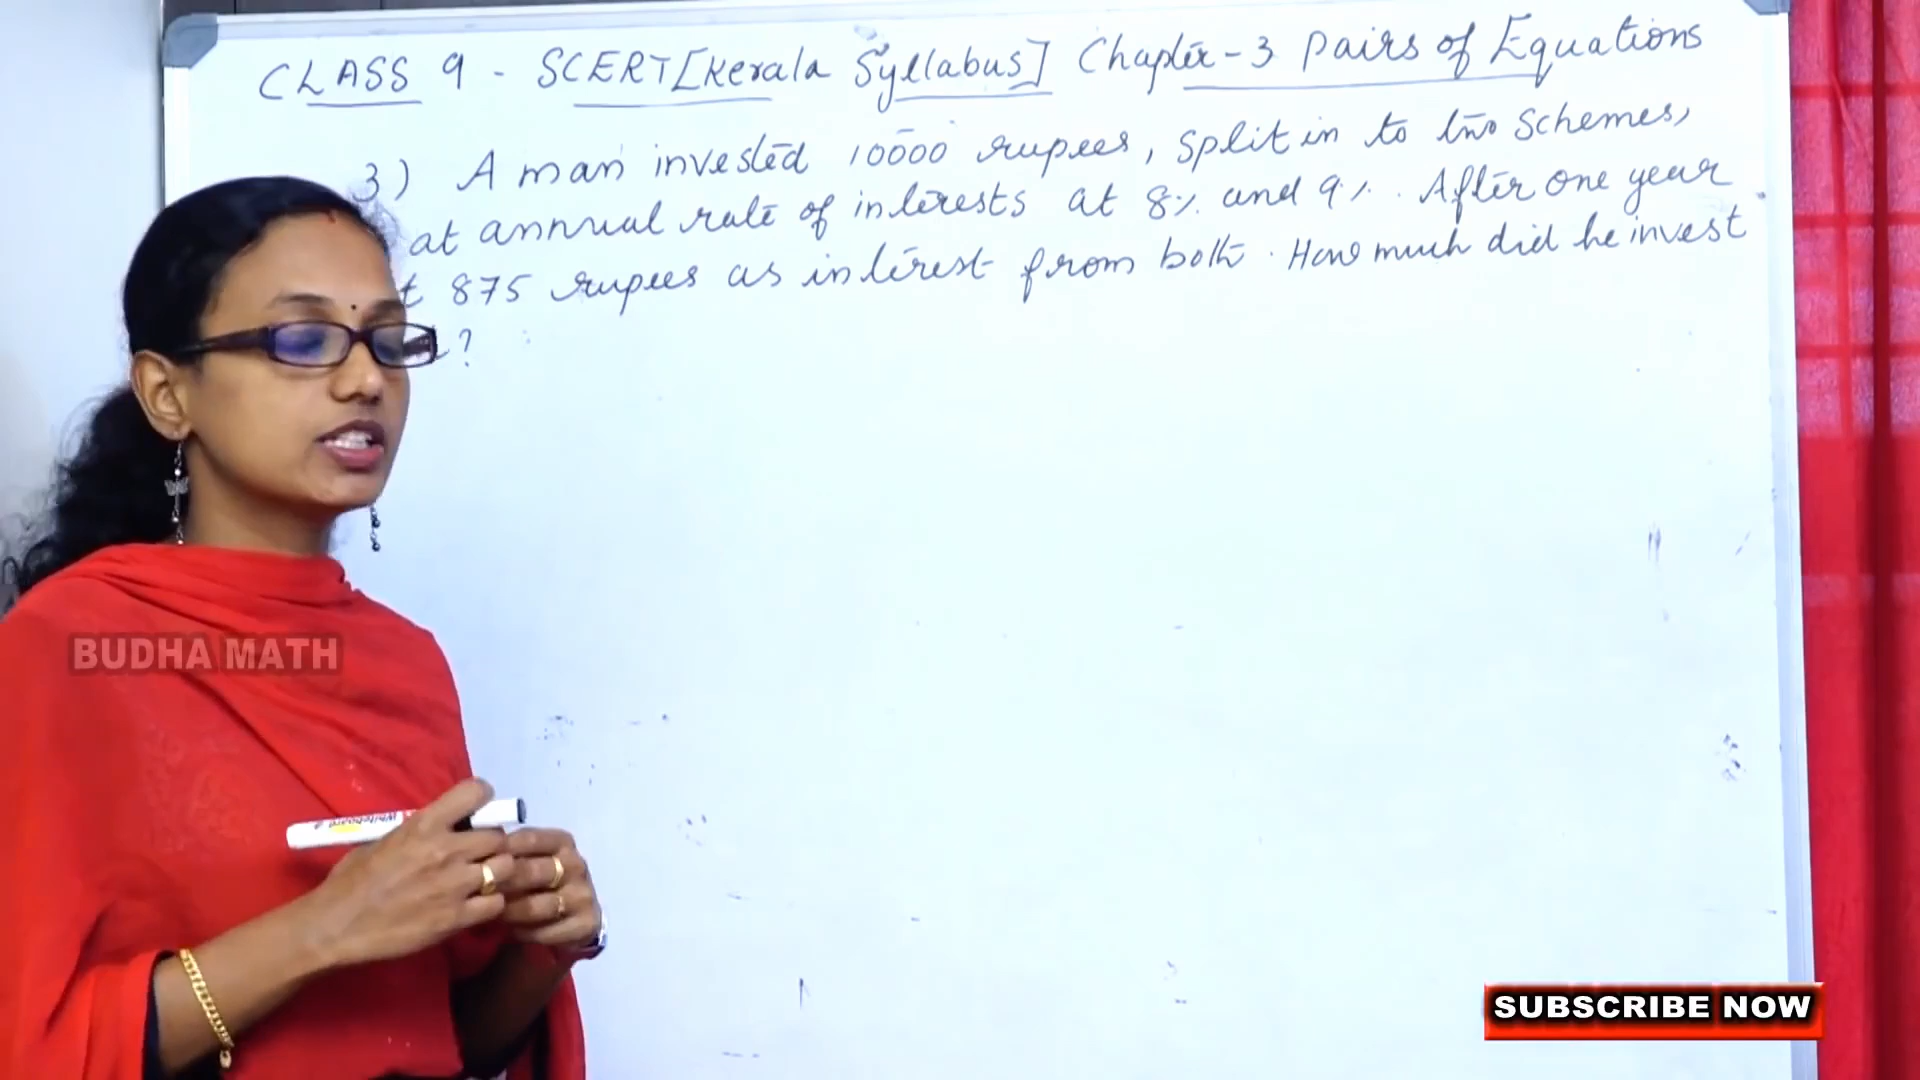 CLASS 9 - SCERT [Kerala Syllabus] Chapter-3 Pairs of Equations
3) A man invested 10000 rupees, split in to two schemes,
at annual rate of interests at 8% and 9%. After one year
875 rupees as interest from both. How much did he invest
?
BUDHA MATH
SUBSCRIBE NOW